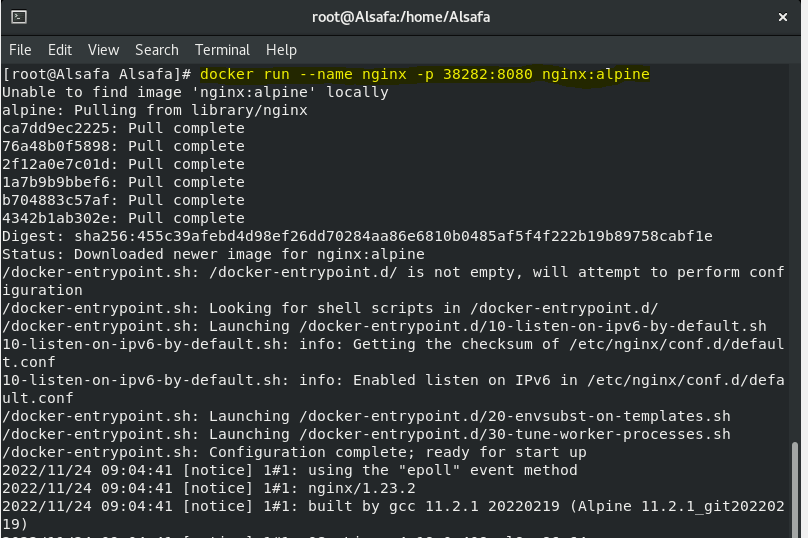 root@Alsafa:/home/Alsafa
File Edit View Search Terminal Help
[root@Alsafa Alsafa]# docker run --name nginx -p 38282:8080 nginx:alpine
Unable to find image 'nginx:alpine' locally
alpine: Pulling from library/nginx
ca7dd9ec2225: Pull complete
76a48b0f5898: Pull complete
2f12a0e7c01d: Pull complete
1a7b9b9bbef6: Pull complete
b704883c57af: Pull complete
4342b1ab302e: Pull complete
Digest: sha256:455c39afebd4d98ef26dd70284aa86e6810b0485af5f4f222b19b89758cabf1e
Status: Downloaded newer image for nginx:alpine
/docker-entrypoint.sh: /docker-entrypoint.d/ is not empty, will attempt to perform conf
iguration
/docker-entrypoint.sh: Looking for shell scripts in /docker-entrypoint.d/
/docker-entrypoint.sh: Launching /docker-entrypoint.d/10-listen-on-ipv6-by-default.sh
10-listen-on-ipv6-by-default.sh: info: Getting the checksum of /etc/nginx/conf.d/defaul
t.conf
10-listen-on-ipv6-by-default.sh: info: Enabled listen on IPv6 in /etc/nginx/conf.d/defa
ult.conf
/docker-entrypoint.sh: Launching /docker-entrypoint.d/20-envsubst-on-templates.sh
/docker-entrypoint.sh: Launching /docker-entrypoint.d/30-tune-worker-processes.sh
/docker-entrypoint.sh: Configuration complete; ready for start up
2022/11/24 09:04:41 [notice] 1#1: using the "epoll" event method
2022/11/24 09:04:41 [notice] 1#1: nginx/1.23.2
2022/11/24 09:04:41 [notice] 1#1: built by gcc 11.2.1 20220219 (Alpine 11.2.1_git202202
19)